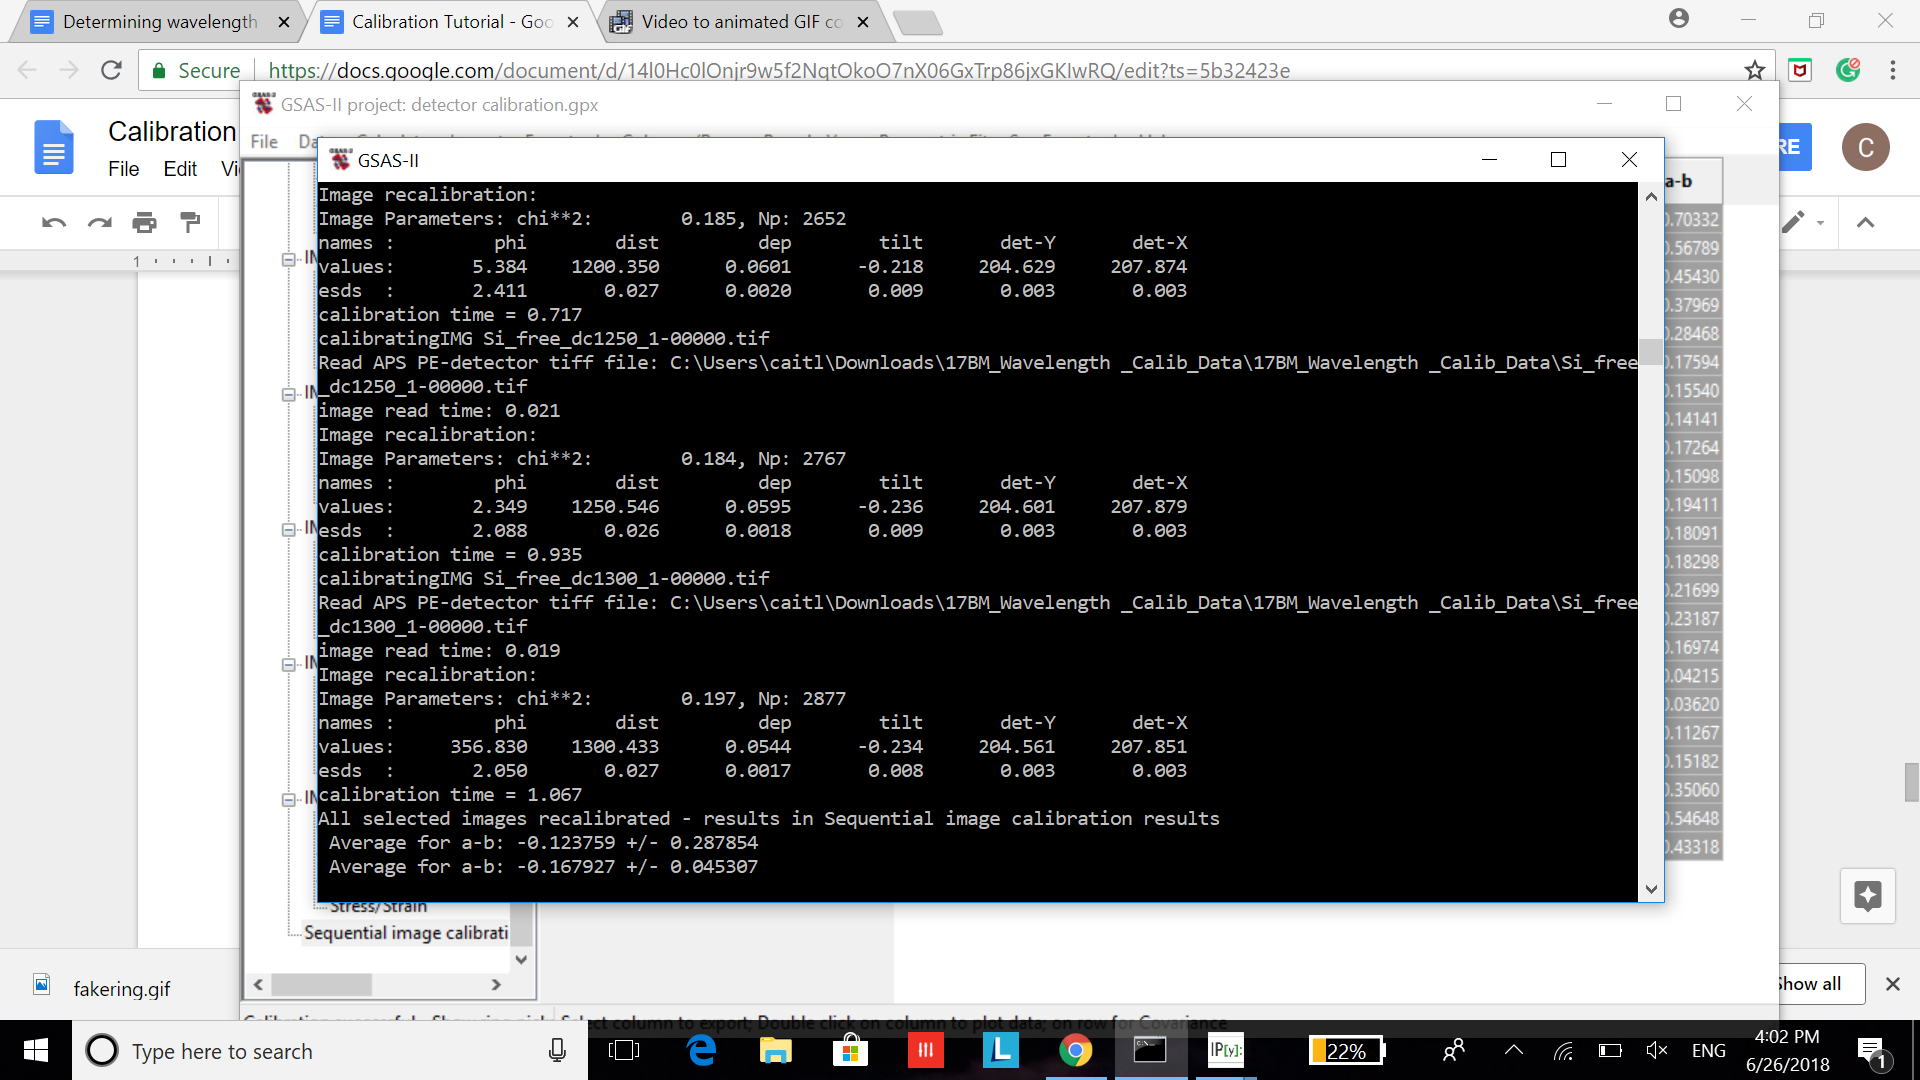 Determining wavelength
Calibration Tutorial - Goo
Video to animated GIF co
Secure
https://docs.google.com/document/d/14l0Hc0lOnjr9w5f2NqtOkoO7nX06GxTrp86jxGKIwRQ/edit?ts=5b32423e
GSAS-II project: detector calibration.gpx
Calibration
File
File Edit Vi
RE
C
GSAS-II
a-b
Image recalibration:
Image Parameters: chi**2: 0.185, Np: 2652
names : phi dist dep tilt det-Y det-X
values: 5.384 1200.350 0.0601 -0.218 204.629 207.874
esds : 2.411 0.027 0.0020 0.009 0.003 0.003
calibration time = 0.717
calibratingIMG Si_free_dc1250_1-00000.tif
Read APS PE-detector tiff file: C:\Users\caitl\Downloads\17BM_Wavelength _Calib_Data\17BM_Wavelength _Calib_Data\Si_free
_dc1250_1-00000.tif
image read time: 0.021
Image recalibration:
Image Parameters: chi**2: 0.184, Np: 2767
names : phi dist dep tilt det-Y det-X
values: 2.349 1250.546 0.0595 -0.236 204.601 207.879
esds : 2.088 0.026 0.0018 0.009 0.003 0.003
calibration time = 0.935
calibratingIMG Si_free_dc1300_1-00000.tif
Read APS PE-detector tiff file: C:\Users\caitl\Downloads\17BM_Wavelength _Calib_Data\17BM_Wavelength _Calib_Data\Si_free
_dc1300_1-00000.tif
image read time: 0.019
Image recalibration:
Image Parameters: chi**2: 0.197, Np: 2877
names : phi dist dep tilt det-Y det-X
values: 356.830 1300.433 0.0544 -0.234 204.561 207.851
esds : 2.050 0.027 0.0017 0.008 0.003 0.003
calibration time = 1.067
All selected images recalibrated - results in Sequential image calibration results
Average for a-b: -0.123759 +/- 0.287854
Average for a-b: -0.167927 +/- 0.045307
.70332
.56789
.45430
.37969
.28468
.17594
.15540
.14141
.17264
.15098
.19411
.18091
.18298
.21699
.23187
.16974
.04215
.03620
.11267
.15182
.35060
.54648
.43318
1
Stress/Strain
Sequential image calibrati
fakering.gif
Show all
Select column to export; Double click on column to plot data; on row for Covariance
Type here to search
IP[y]:
22%
ENG
4:02 PM
6/26/2018
1